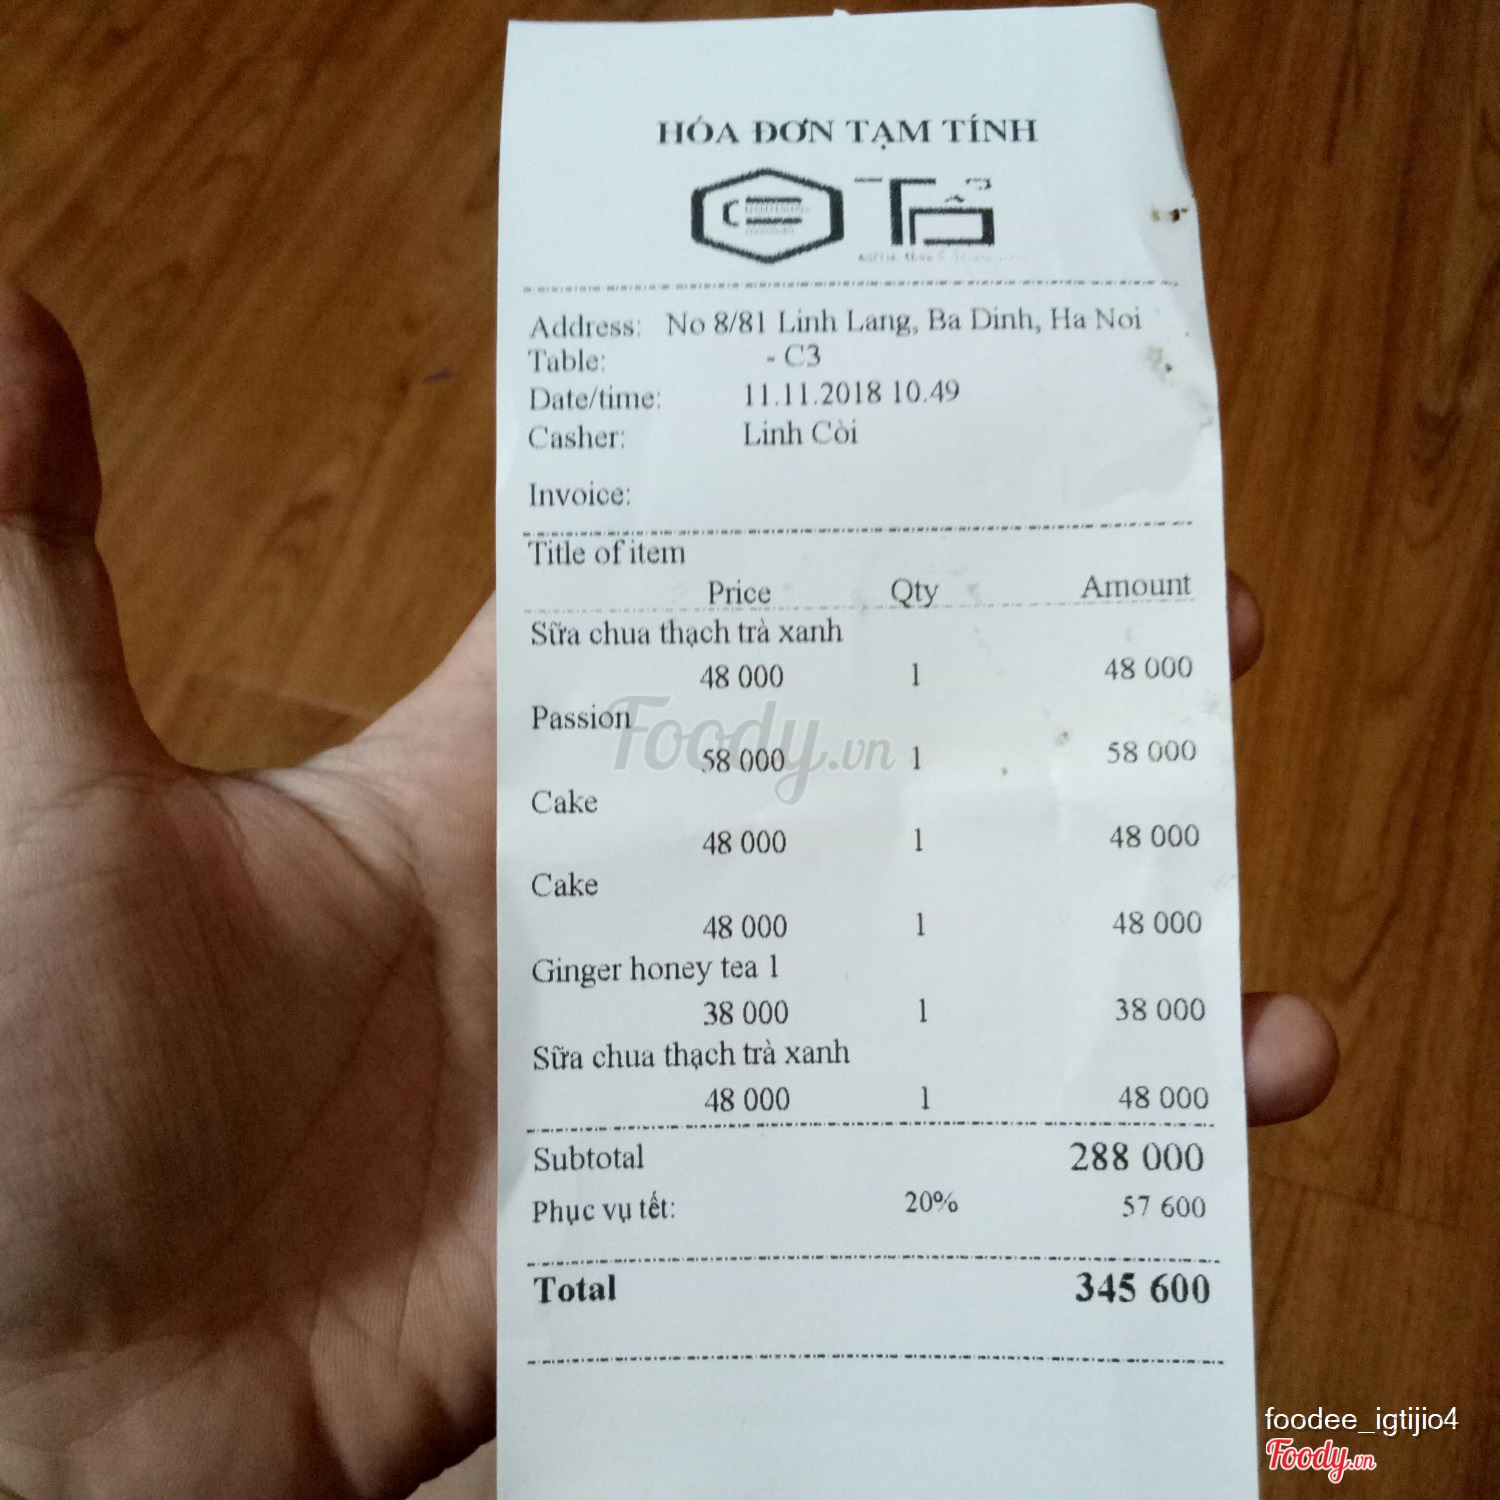 HÓA ĐƠN TẠM TÍNH
TỔ
Address: No 8/81 Linh Lang, Ba Dinh, Ha Noi
Table: - C3
Date/time: 11.11.2018 10.49
Casher: Linh Còi
Invoice:
Title of item
Price Qty Amount
Sữa chua thạch trà xanh
48 000 1 48 000
Passion
58 000 1 58 000
Cake
48 000 1 48 000
Cake
48 000 1 48 000
Ginger honey tea 1
38 000 1 38 000
Sữa chua thạch trà xanh
48 000 1 48 000
Subtotal 288 000
Phục vụ tết: 20% 57 600
Total 345 600
Foody.vn
foodee_igtijio4
Foody.vn